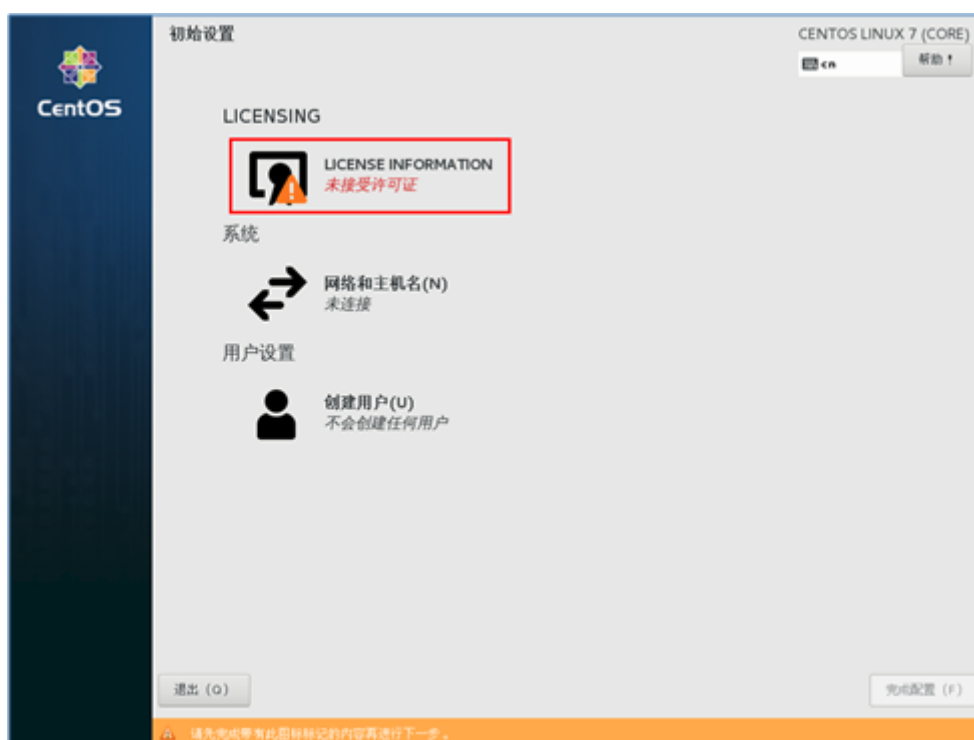 初始设置
CENTOS LINUX 7 (CORE)
cn
帮助！
CentOS
LICENSING
LICENSE INFORMATION
未接受许可证
系统
网络和主机名(N)
未连接
用户设置
创建用户(U)
不会创建任何用户
退出 (Q)
完成配置 (F)
请先完成带有此图标标记的内容再进行下一步。